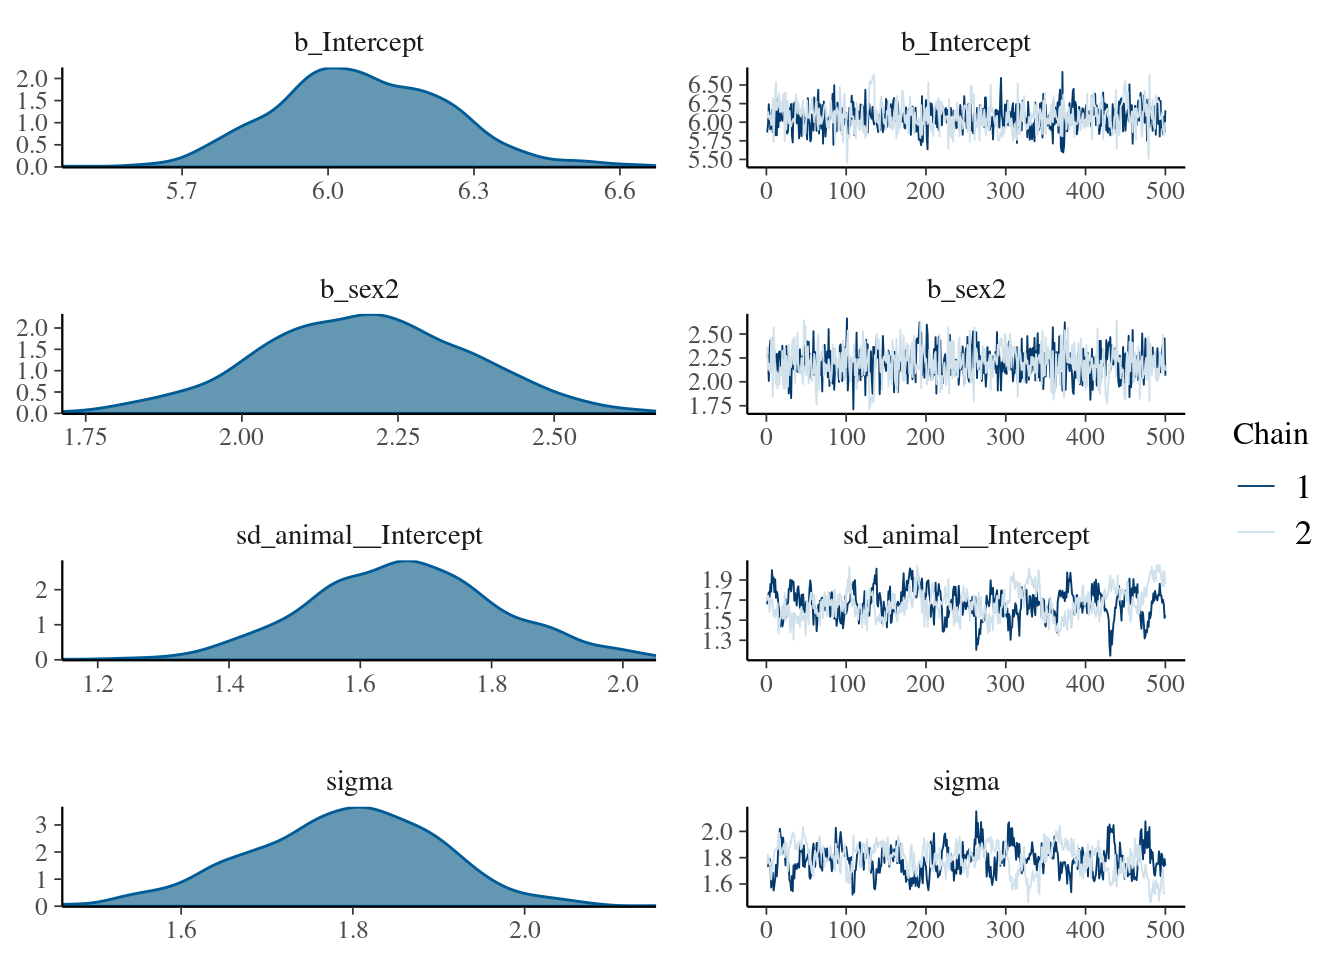 b_Intercept
2.0
1.5
1.0
0.5
0.0
5.7 6.0 6.3 6.6
b_Intercept
6.50
6.25
6.00
5.75
5.50
0 100 200 300 400 500
b_sex2
2.0
1.5
1.0
0.5
0.0
1.75 2.00 2.25 2.50
b_sex2
2.50
2.25
2.00
1.75
0 100 200 300 400 500
sd_animal__Intercept
2
1
0
1.2 1.4 1.6 1.8 2.0
sd_animal__Intercept
1.9
1.7
1.5
1.3
0 100 200 300 400 500
sigma
3
2
1
0
1.6 1.8 2.0
sigma
2.0
1.8
1.6
0 100 200 300 400 500
Chain
1
2